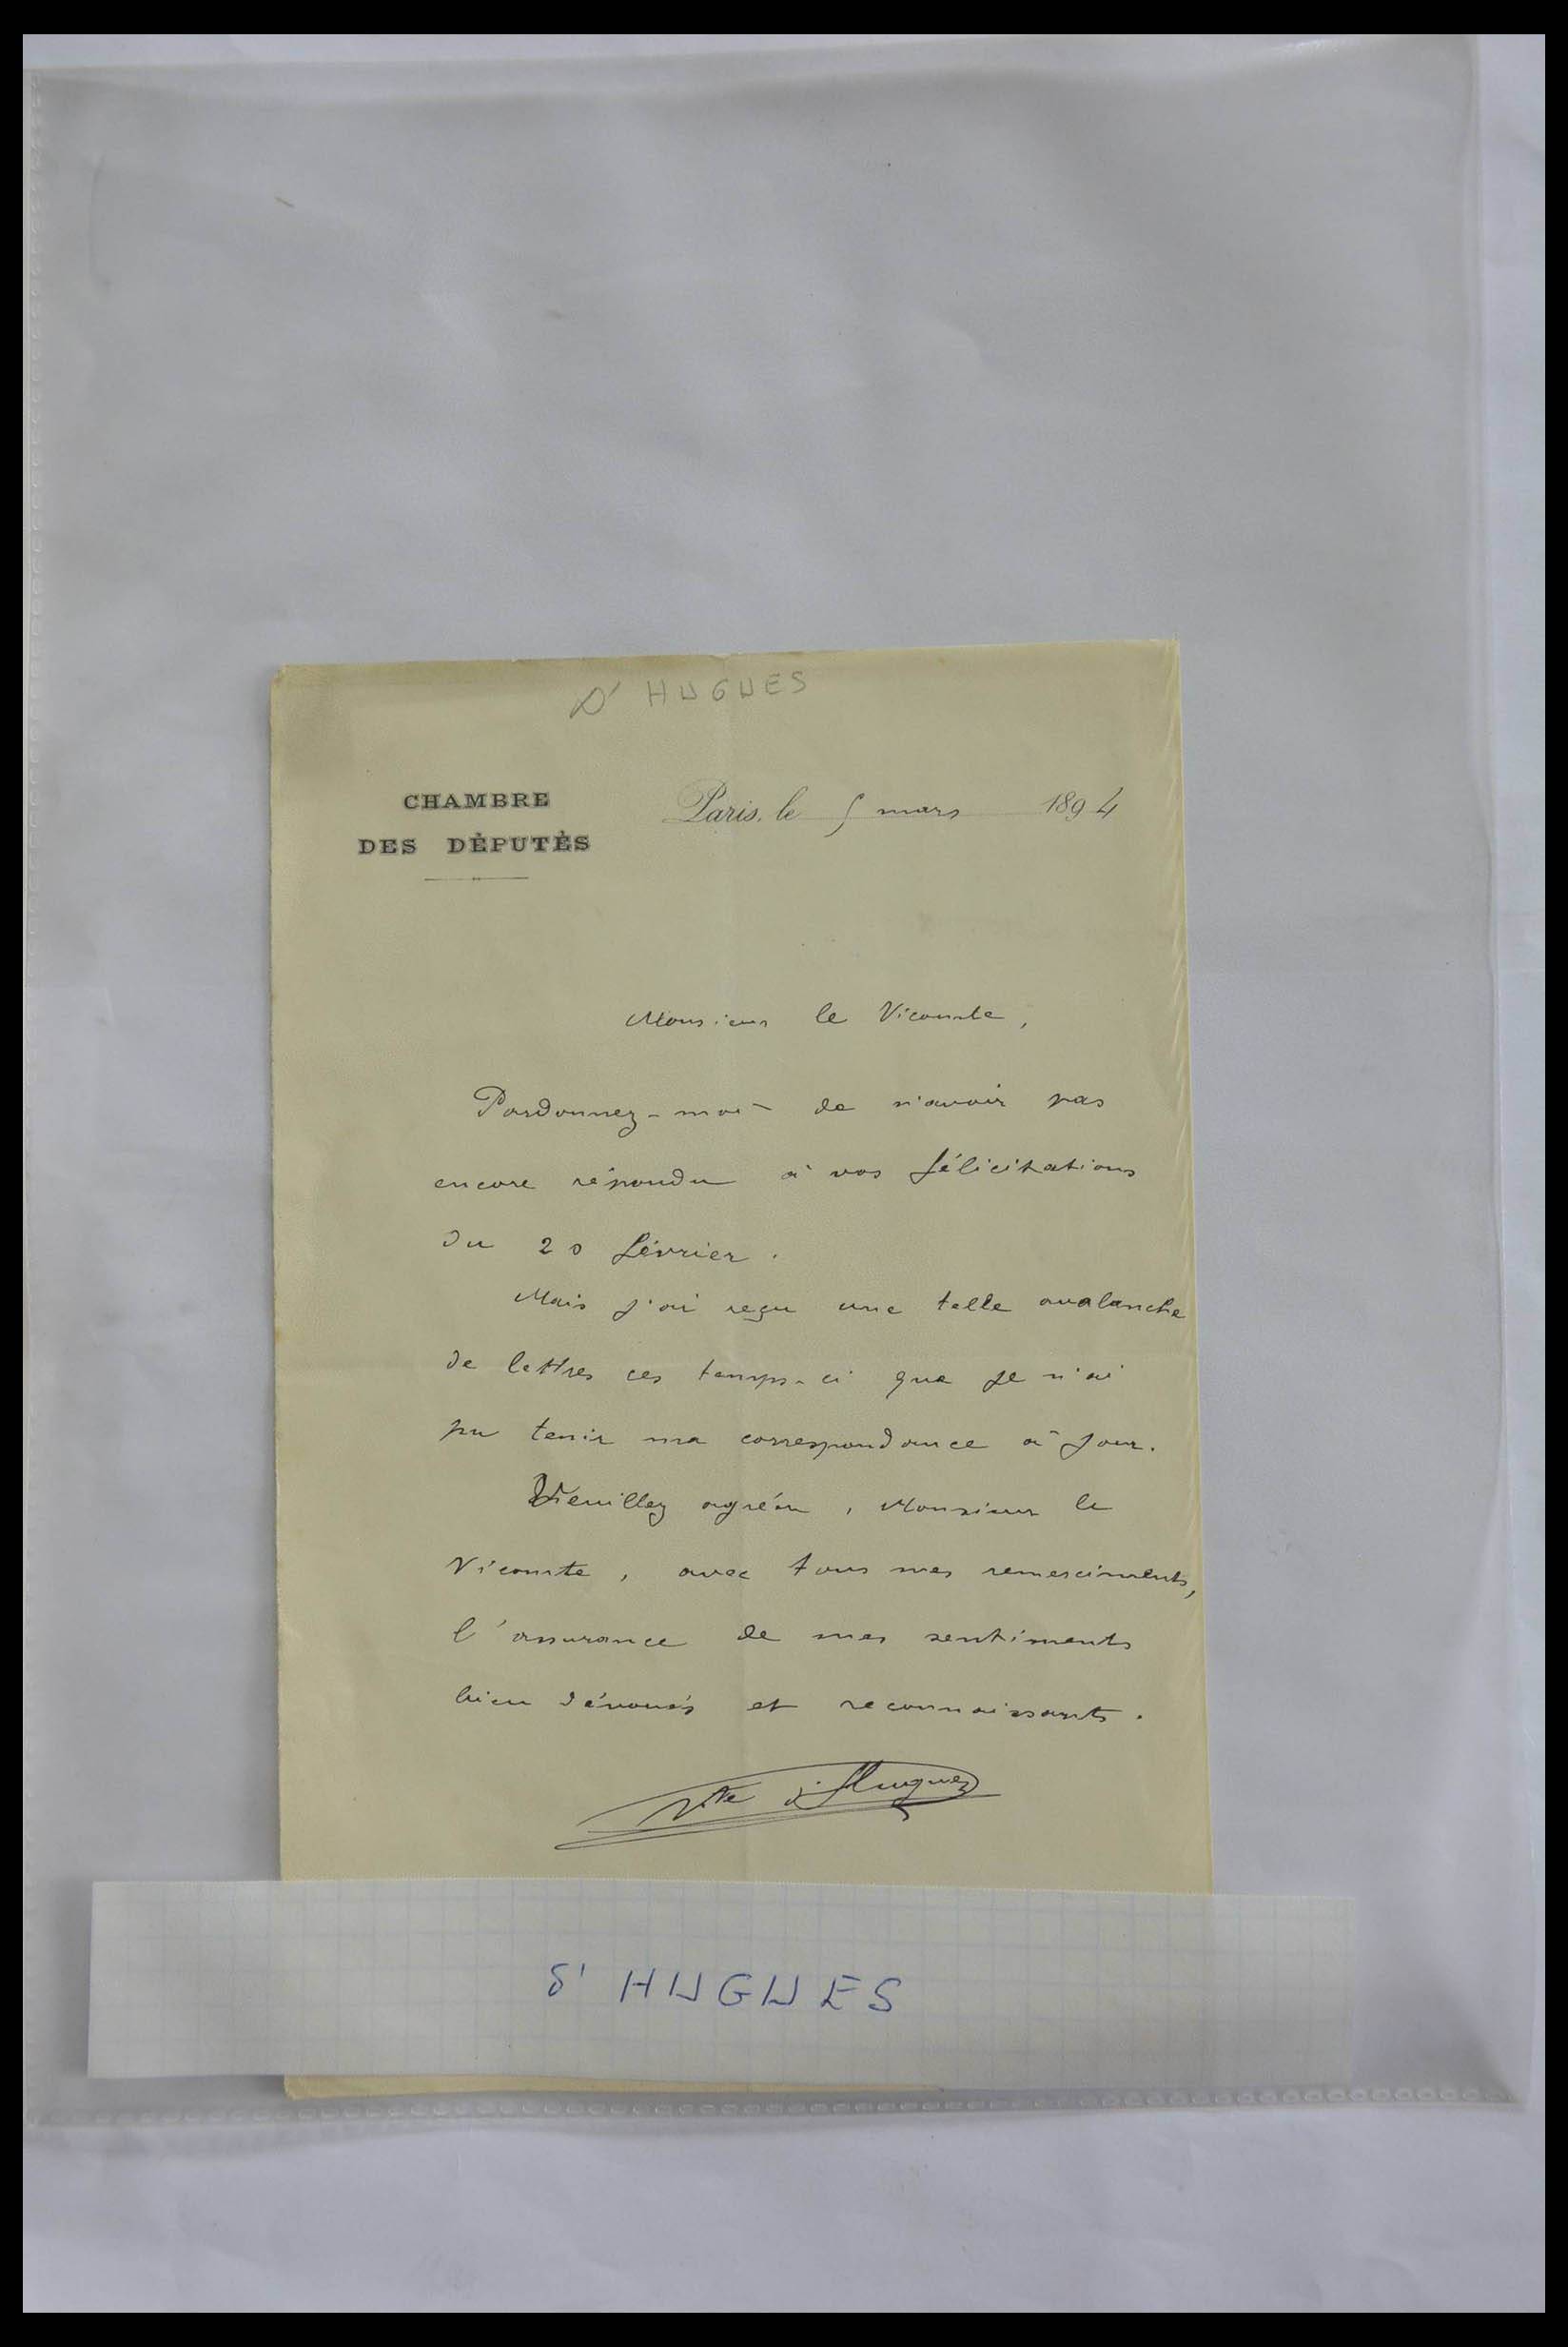 D' HUGUES
CHAMBRE
DES DÉPUTÉS
Paris, le 5 mars 1894
Monsieur le Vicomte,
Pardonnez-moi de n'avoir pas
encore répondu à vos félicitations
du 20 février.
Mais j'ai reçu une telle avalanche
de lettres ces temps-ci que je n'ai
pu tenir ma correspondance à jour.
Veuillez agréer, Monsieur le
Vicomte, avec tous mes remerciments,
l'assurance de mes sentiments
bien dévoués et reconnaissants.
Vte d'Hugues
d' HUGUES